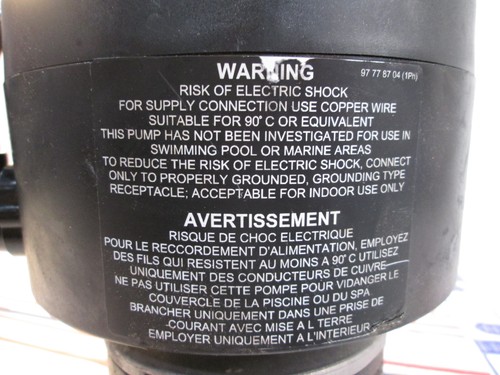 WARNING
97 77 87 04 (1PH)
RISK OF ELECTRIC SHOCK
FOR SUPPLY CONNECTION USE COPPER WIRE
SUITABLE FOR 90°C OR EQUIVALENT
THIS PUMP HAS NOT BEEN INVESTIGATED FOR USE IN
SWIMMING POOL OR MARINE AREAS
TO REDUCE THE RISK OF ELECTRIC SHOCK, CONNECT
ONLY TO PROPERLY GROUNDED, GROUNDING TYPE
RECEPTACLE; ACCEPTABLE FOR INDOOR USE ONLY
AVERTISSEMENT
RISQUE DE CHOC ELECTRIQUE
POUR LE RECCORDEMENT D'ALIMENTATION, EMPLOYEZ
DES FILS QUI RESISTENT AU MOINS A 90°C UTILISEZ
UNIQUEMENT DES CONDUCTEURS DE CUIVRE
NE PAS UTILISER CETTE POMPE POUR VIDANGER LE
COUVERCLE DE LA PISCINE OU DU SPA
BRANCHER UNIQUEMENT DANS UNE PRISE DE
COURANT AVEC MISE A L TERRE
EMPLOYER UNIQUEMENT A L'INTERIEUR